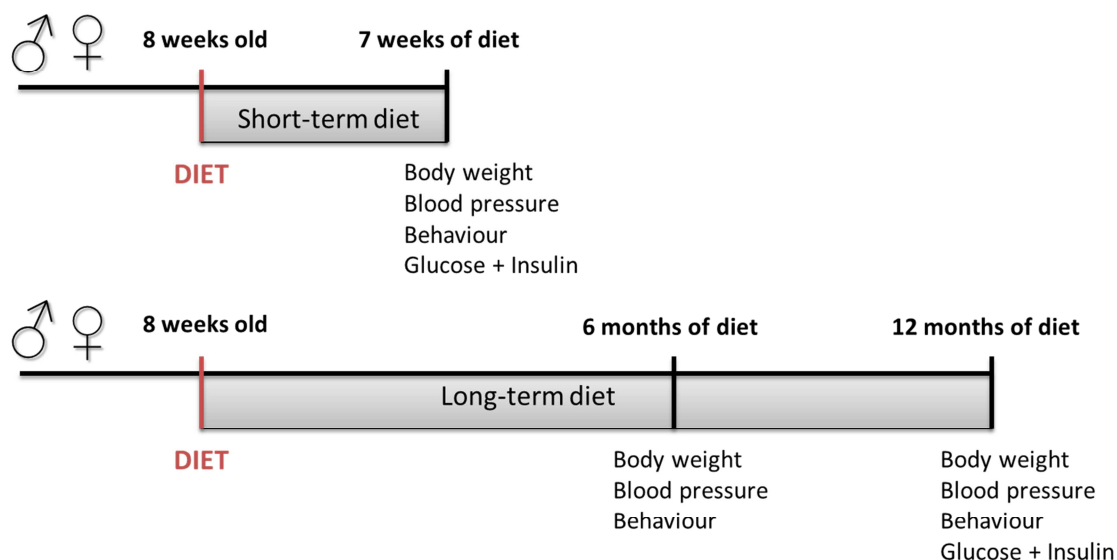 8 weeks old
7 weeks of diet
Short-term diet
DIET
Body weight
Blood pressure
Behaviour
Glucose + Insulin
8 weeks old
6 months of diet
12 months of diet
Long-term diet
DIET
Body weight
Blood pressure
Behaviour
Body weight
Blood pressure
Behaviour
Glucose + Insulin